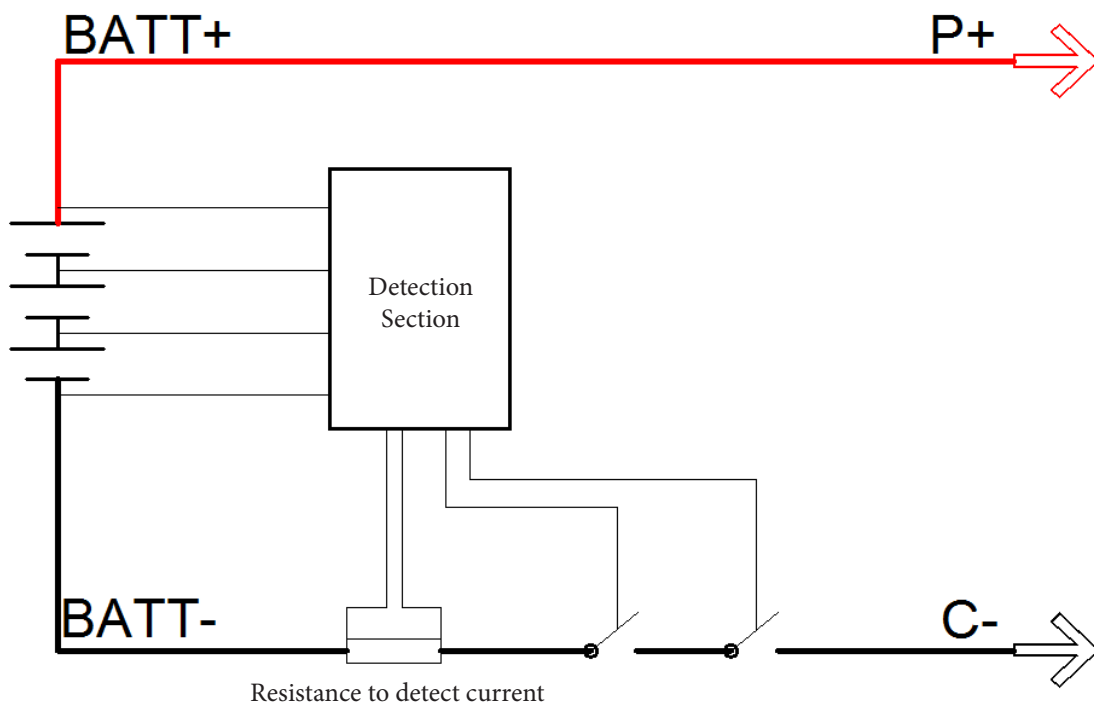 BATT+
P+
Detection
Section
BATT-
C-
Resistance to detect current